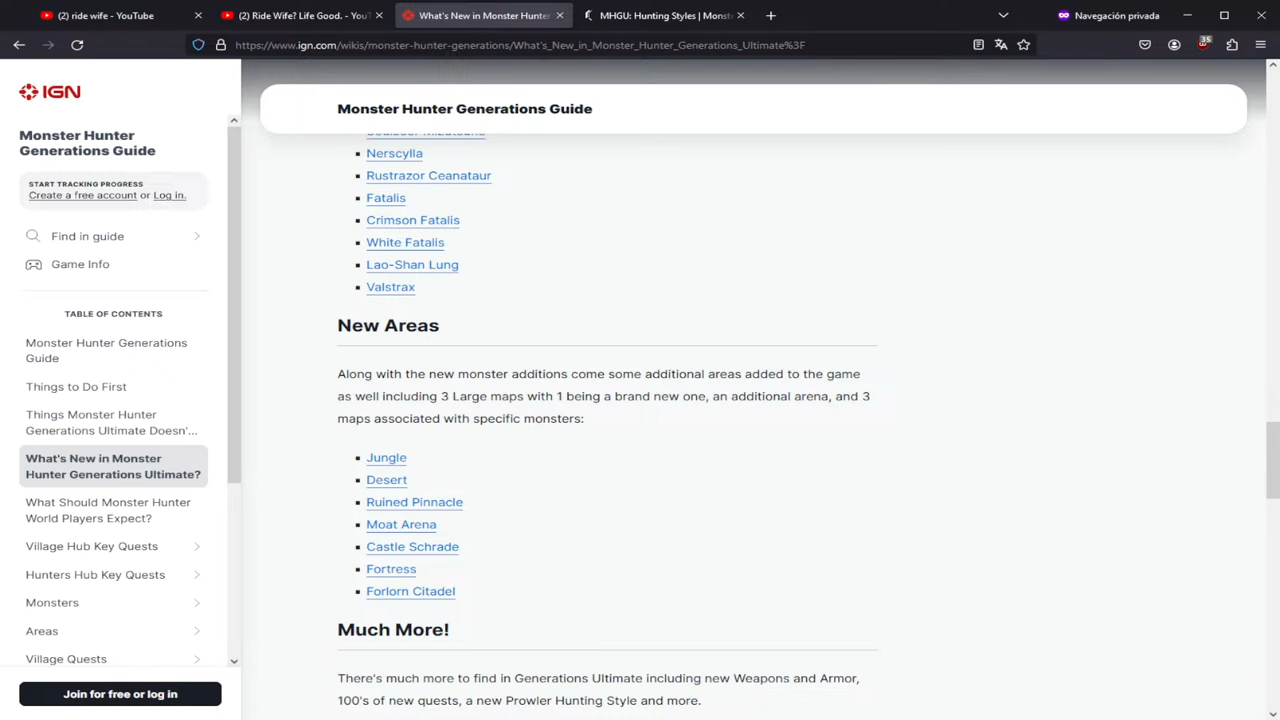 (2) ride wife - YouTube
(2) Ride Wife? Life Good. - YouT
What's New in Monster Hunter
MHGU: Hunting Styles | Monst
Navegación privada
https://www.ign.com/wikis/monster-hunter-generations/What's_New_in_Monster_Hunter_Generations_Ultimate%3F
35
IGN
Monster Hunter
Generations Guide
START TRACKING PROGRESS
Create a free account or Log in.
Find in guide
Game Info
TABLE OF CONTENTS
Monster Hunter Generations
Guide
Things to Do First
Things Monster Hunter
Generations Ultimate Doesn'...
What's New in Monster
Hunter Generations Ultimate?
What Should Monster Hunter
World Players Expect?
Village Hub Key Quests
Hunters Hub Key Quests
Monsters
Areas
Village Quests
Join for free or log in
Monster Hunter Generations Guide
Nerscylla
Rustrazor Ceanataur
Fatalis
Crimson Fatalis
White Fatalis
Lao-Shan Lung
Valstrax
New Areas
Along with the new monster additions come some additional areas added to the game
as well including 3 Large maps with 1 being a brand new one, an additional arena, and 3
maps associated with specific monsters:
Jungle
Desert
Ruined Pinnacle
Moat Arena
Castle Schrade
Fortress
Forlorn Citadel
Much More!
There's much more to find in Generations Ultimate including new Weapons and Armor,
100's of new quests, a new Prowler Hunting Style and more.